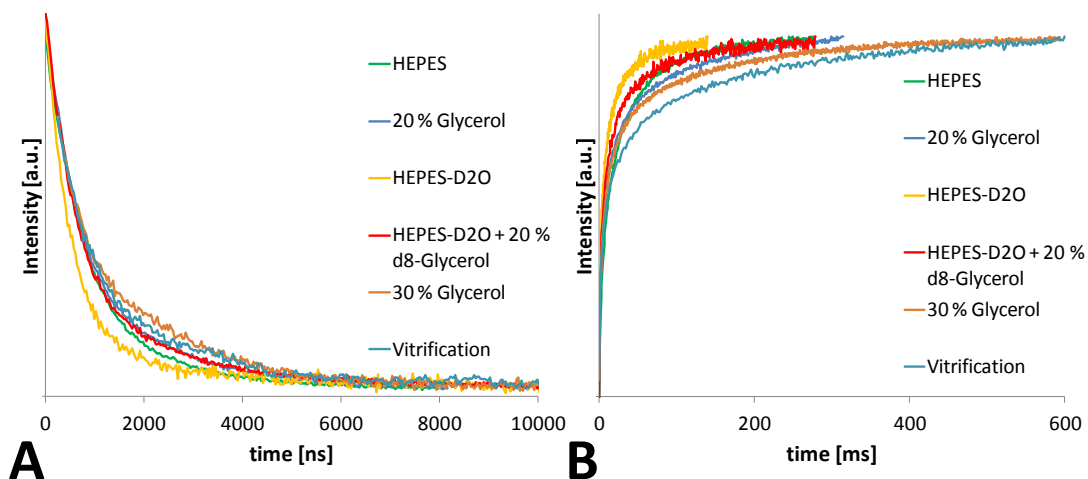 HEPES
20 % Glycerol
HEPES-D2O
HEPES-D2O + 20 %
d8-Glycerol
30 % Glycerol
Vitrification
Intensity [a.u.]
0
2000
4000
6000
8000
10000
time [ns]
A
HEPES
20 % Glycerol
HEPES-D2O
HEPES-D2O + 20 %
d8-Glycerol
30 % Glycerol
Vitrification
Intensity [a.u.]
0
200
400
600
time [ms]
B